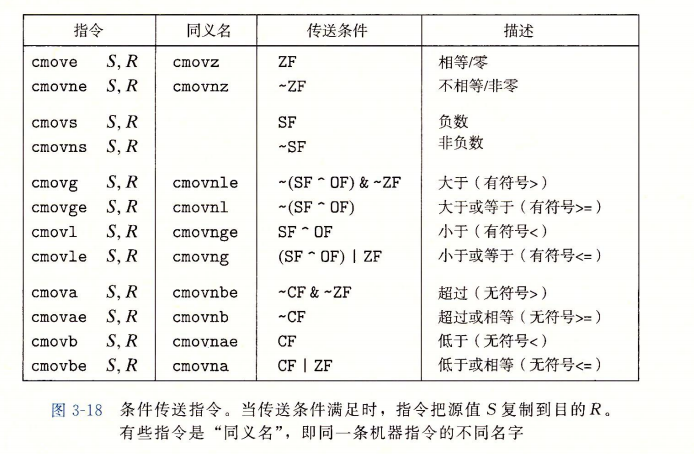 指令 同义名 传送条件 描述
cmove S, R cmovz ZF 相等/零
cmovne S, R cmovnz ~ZF 不相等/非零
cmovs S, R SF 负数
cmovns S, R ~SF 非负数
cmovg S, R cmovnle ~(SF ^ OF) & ~ZF 大于（有符号>）
cmovge S, R cmovnl ~(SF ^ OF) 大于或等于（有符号>=）
cmovl S, R cmovnge SF ^ OF 小于（有符号<）
cmovle S, R cmovng (SF ^ OF) | ZF 小于或等于（有符号<=）
cmova S, R cmovnbe ~CF & ~ZF 超过（无符号>）
cmovae S, R cmovnb ~CF 超过或相等（无符号>=）
cmovb S, R cmovnae CF 低于（无符号<）
cmovbe S, R cmovna CF | ZF 低于或相等（无符号<=）
图 3-18 条件传送指令。当传送条件满足时，指令把源值 S 复制到目的 R。
有些指令是“同义名”，即同一条机器指令的不同名字